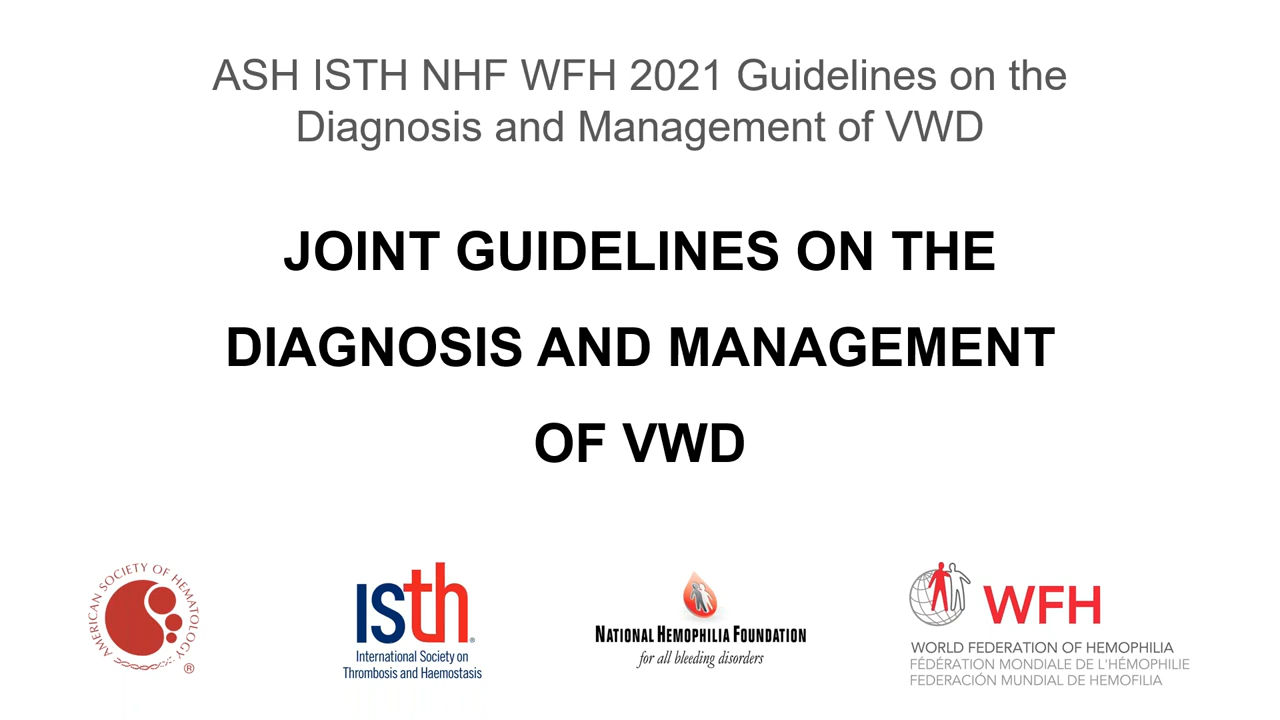 ASH ISTH NHF WFH 2021 Guidelines on the
Diagnosis and Management of VWD
JOINT GUIDELINES ON THE
DIAGNOSIS AND MANAGEMENT
OF VWD
AMERICAN SOCIETY OF HEMATOLOGY
®
isth®
International Society on
Thrombosis and Haemostasis
NATIONAL HEMOPHILIA FOUNDATION
for all bleeding disorders
WFH
WORLD FEDERATION OF HEMOPHILIA
FÉDÉRATION MONDIALE DE L'HÉMOPHILIE
FEDERACIÓN MUNDIAL DE HEMOFILIA